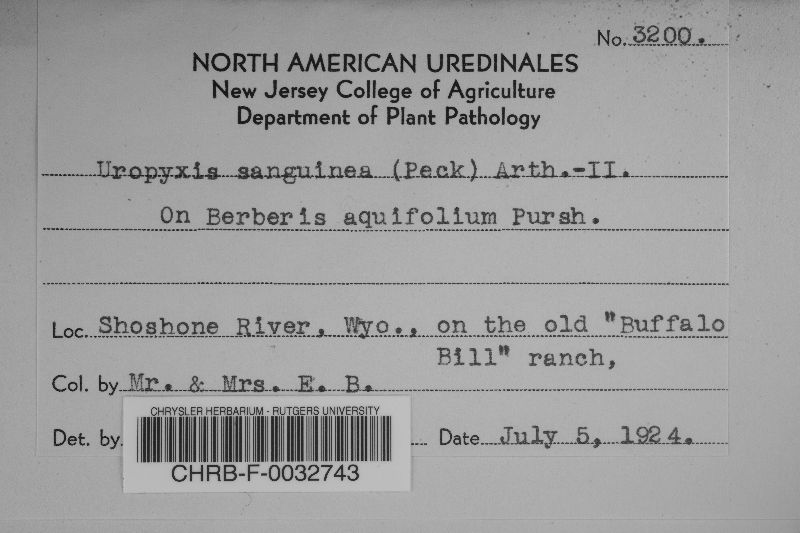 No. 3200.
NORTH AMERICAN UREDINALES
New Jersey College of Agriculture
Department of Plant Pathology
Uropyxis sanguinea (Peck) Arth.-II.
On Berberis aquifolium Pursh.
Loc. Shoshone River, Wyo., on the old "Buffalo
Bill" ranch,
Col. by Mr. & Mrs. E. B.
Det. by. Date July 5, 1924.
CHRYSLER HERBARIUM - RUTGERS UNIVERSITY
CHRB-F-0032743